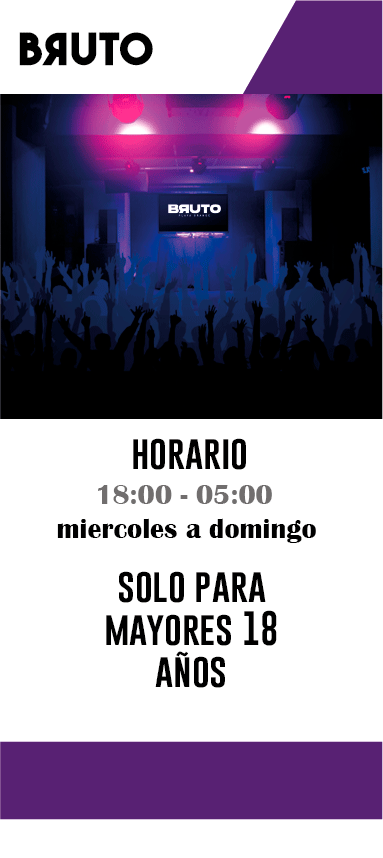 BRUTO
BRUTO
HORARIO
18:00 - 05:00
miercoles a domingo
SOLO PARA
MAYORES 18
AÑOS